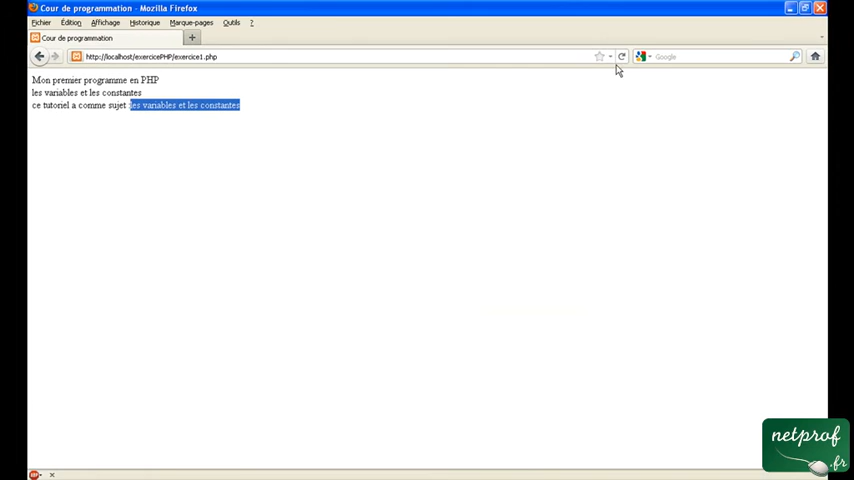 Cour de programmation - Mozilla Firefox
Fichier Édition Affichage Historique Marque-pages Outils ?
Cour de programmation
http://localhost/exercicePHP/exercice1.php
Google
Mon premier programme en PHP
les variables et les constantes
ce tutoriel a comme sujet :les variables et les constantes
netprof
.fr